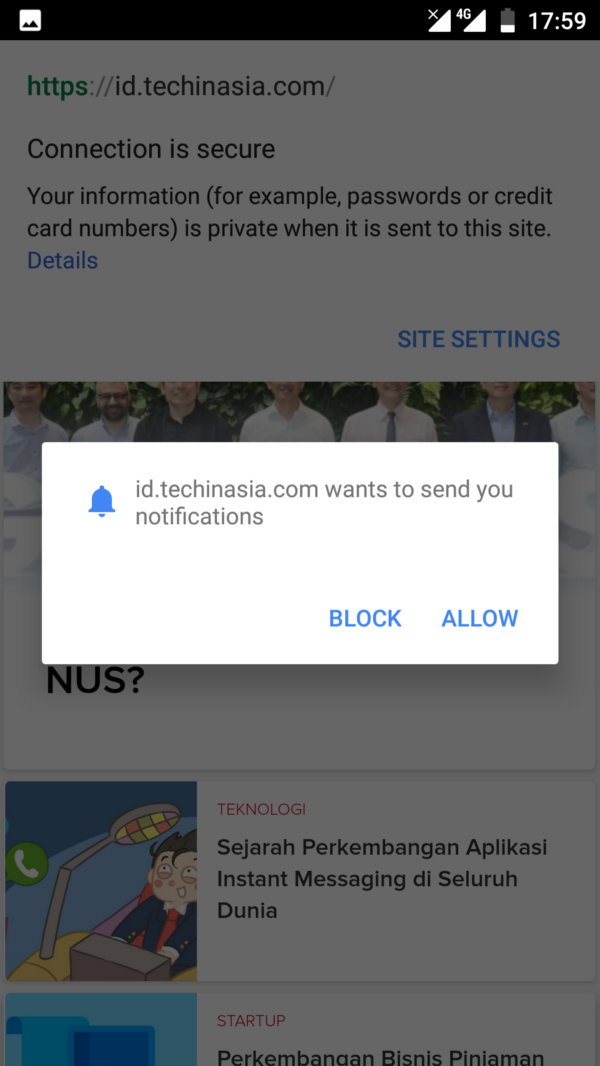 4G 17:59
https://id.techinasia.com/
Connection is secure
Your information (for example, passwords or credit
card numbers) is private when it is sent to this site.
Details
SITE SETTINGS
id.techinasia.com wants to send you
notifications
BLOCK ALLOW
NUS?
TEKNOLOGI
Sejarah Perkembangan Aplikasi
Instant Messaging di Seluruh
Dunia
STARTUP
Perkembangan Bisnis Pinjaman